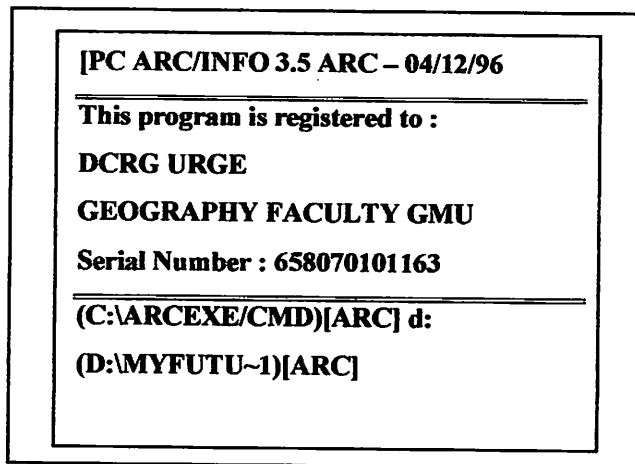 [PC ARC/INFO 3.5 ARC – 04/12/96
This program is registered to :
DCRG URGE
GEOGRAPHY FACULTY GMU
Serial Number : 658070101163
(C:\ARCEXE/CMD)[ARC] d:
(D:\MYFUTU~1)[ARC]